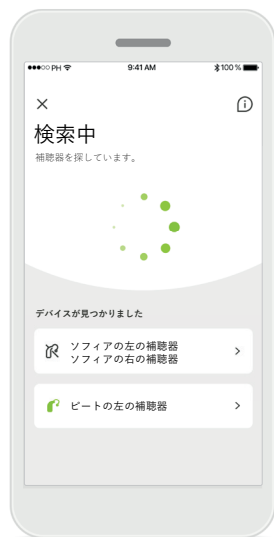 PH 9:41 AM 100%
検索中
補聴器を探しています。
デバイスが見つかりました
ソフィアの左の補聴器
ソフィアの右の補聴器
ピートの左の補聴器